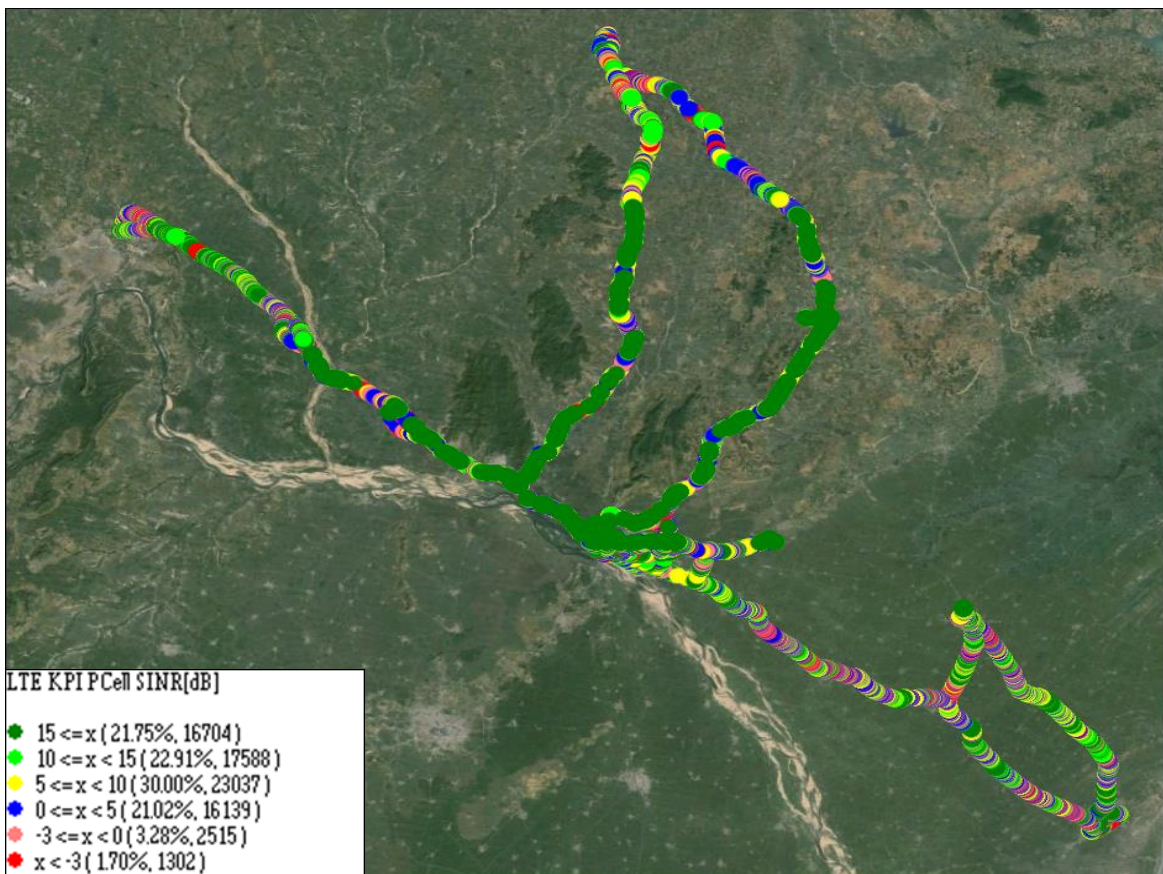 LTE KPI PCell SINR[dB]
15 <=x ( 21.75%, 16704)
10 <=x < 15 ( 22.91%, 17588)
5 <=x < 10 (30.00%, 23037)
0 <=x < 5 ( 21.02%, 16139)
-3 <=x < 0 ( 3.28%, 2515)
x < -3 ( 1.70%, 1302)